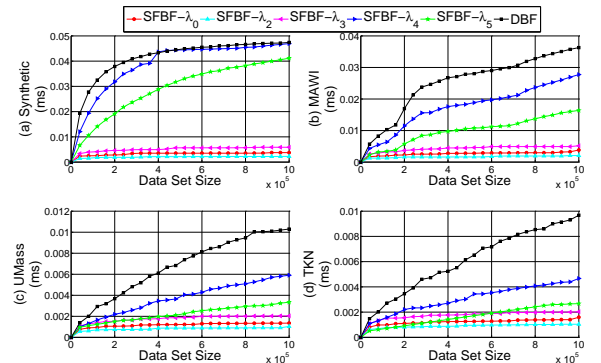 SFBF-λ0 SFBF-λ2 SFBF-λ3 SFBF-λ4 SFBF-λ5 DBF
0.05
0.04
0.03
0.02
0.01
0
(a) Synthetic
(ms)
0 2 4 6 8 10
Data Set Size x 10^5
0.04
0.03
0.02
0.01
0
(b) MAWI
(ms)
0 2 4 6 8 10
Data Set Size x 10^5
0.012
0.01
0.008
0.006
0.004
0.002
0
(c) UMass
(ms)
0 2 4 6 8 10
Data Set Size x 10^5
0.01
0.008
0.006
0.004
0.002
0
(d) TKN
(ms)
0 2 4 6 8 10
Data Set Size x 10^5